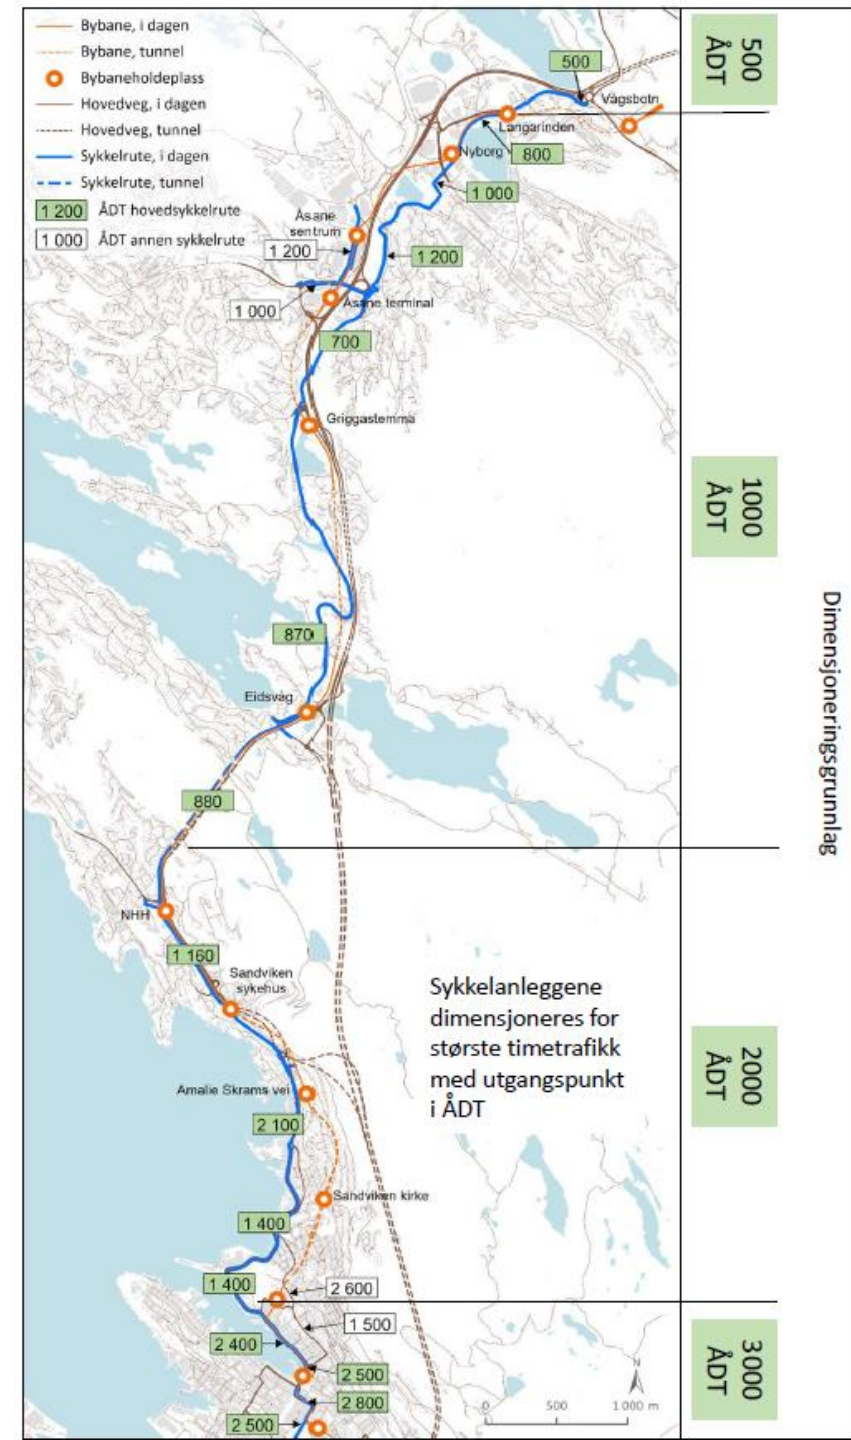 Bybane, i dagen
Bybane, tunnel
Bybaneholdeplass
Hovedveg, i dagen
Hovedveg, tunnel
Sykkelrute, i dagen
Sykkelrute, tunnel
1 200 ÅDT hovedsykkelrute
1 000 ÅDT annen sykkelrute
500
Vågsbotn
Langarinden
800
Nyborg
1 000
Åsane
sentrum
1 200
1 200
1 000
Åsane terminal
700
Griggastemma
870
Eidsvåg
880
NHH
1 160
Sandviken
sykehus
Amalie Skrams vei
2 100
Sandviken kirke
1 400
1 400
2 600
1 500
2 400
2 500
2 800
2 500
Sykkelanleggene
dimensjoneres for
største timetrafikk
med utgangspunkt
i ÅDT
N
0 500 1 000 m
500
ÅDT
1000
ÅDT
2000
ÅDT
3000
ÅDT
Dimensjoneringsgrunnlag